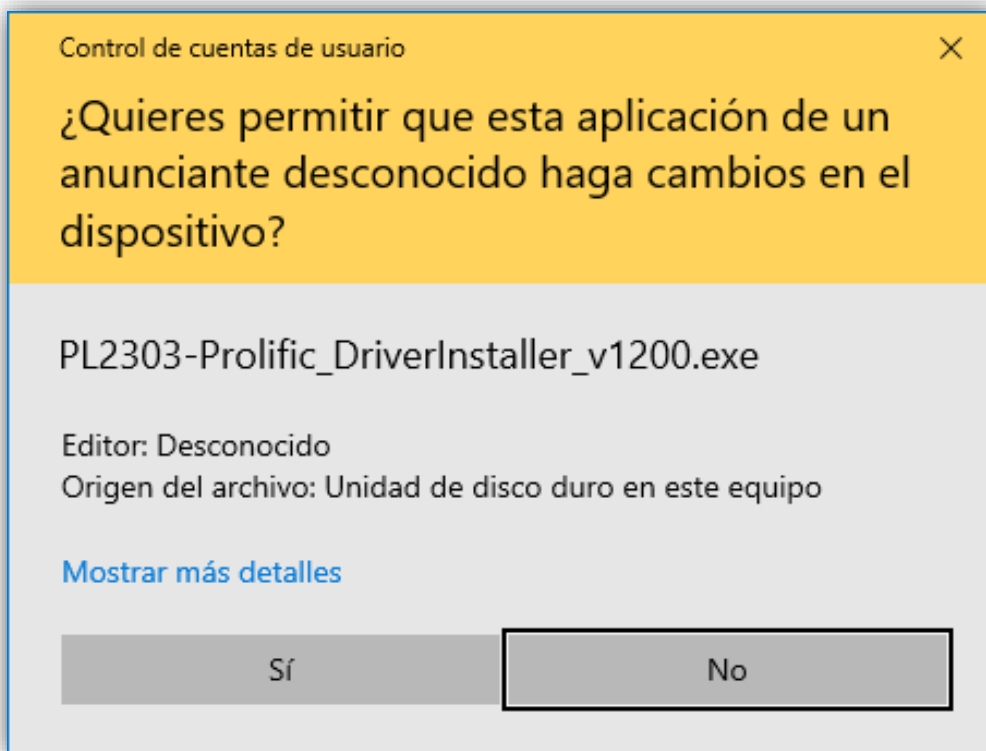 Control de cuentas de usuario
¿Quieres permitir que esta aplicación de un
anunciante desconocido haga cambios en el
dispositivo?
PL2303-Prolific_DriverInstaller_v1200.exe
Editor: Desconocido
Origen del archivo: Unidad de disco duro en este equipo
Mostrar más detalles
Sí
No